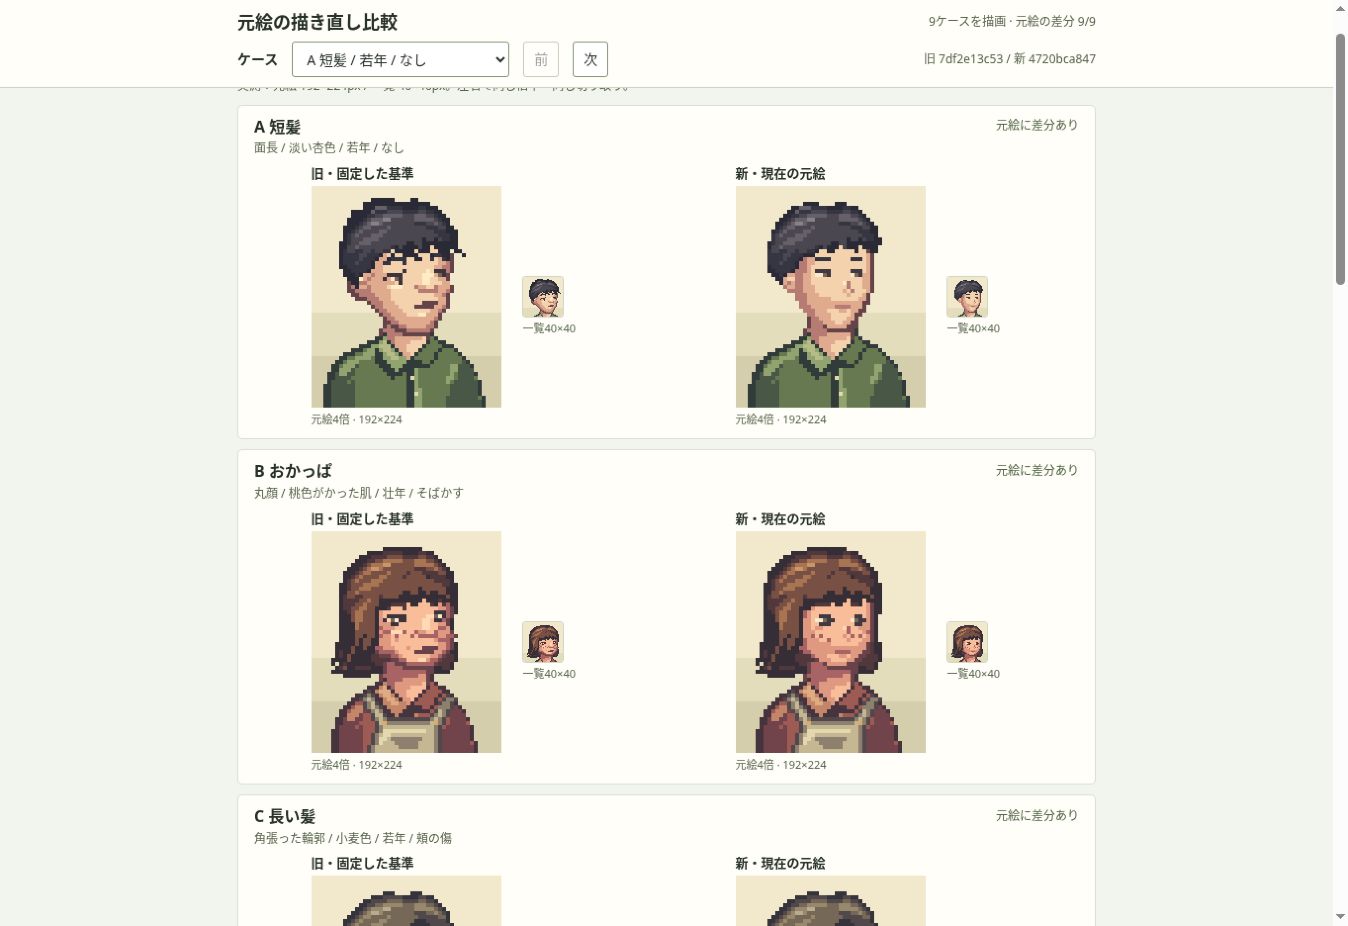 元絵の描き直し比較
9ケースを描画 · 元絵の差分 9/9
ケース
A 短髪 / 若年 / なし
前
次
旧 7df2e13c53 / 新 4720bca847
A 短髪
元絵に差分あり
面長 / 淡い杏色 / 若年 / なし
旧・固定した基準
新・現在の元絵
一覧40×40
一覧40×40
元絵4倍 · 192×224
元絵4倍 · 192×224
B おかっぱ
元絵に差分あり
丸顔 / 桃色がかった肌 / 壮年 / そばかす
旧・固定した基準
新・現在の元絵
一覧40×40
一覧40×40
元絵4倍 · 192×224
元絵4倍 · 192×224
C 長い髪
元絵に差分あり
角張った輪郭 / 小麦色 / 若年 / 頬の傷
旧・固定した基準
新・現在の元絵